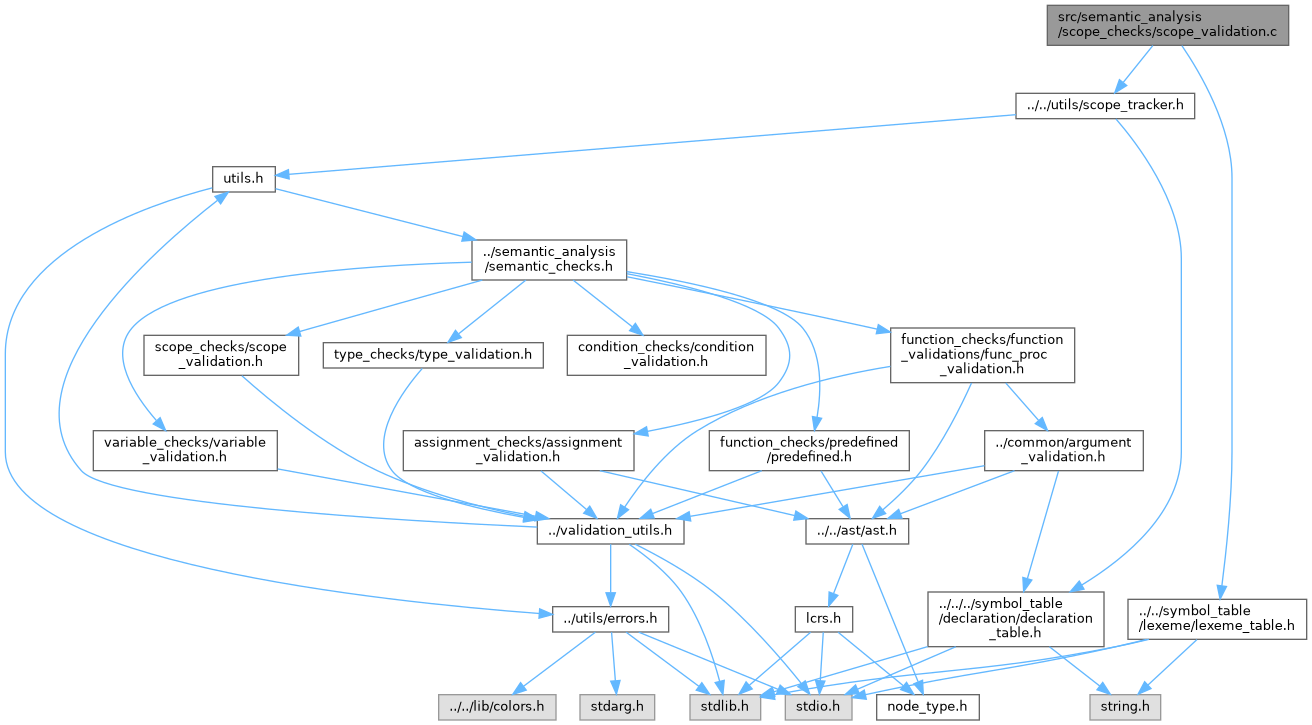 src/semantic_analysis
/scope_checks/scope_validation.c
../../utils/scope_tracker.h
utils.h
../semantic_analysis
/semantic_checks.h
scope_checks/scope
_validation.h
type_checks/type_validation.h
condition_checks/condition
_validation.h
function_checks/function
_validations/func_proc
_validation.h
variable_checks/variable
_validation.h
assignment_checks/assignment
_validation.h
function_checks/predefined
/predefined.h
../common/argument
_validation.h
../validation_utils.h
../../ast/ast.h
../utils/errors.h
lcrs.h
../../../symbol_table
/declaration/declaration
_table.h
../../symbol_table
/lexeme/lexeme_table.h
../../lib/colors.h
stdarg.h
stdlib.h
stdio.h
node_type.h
string.h